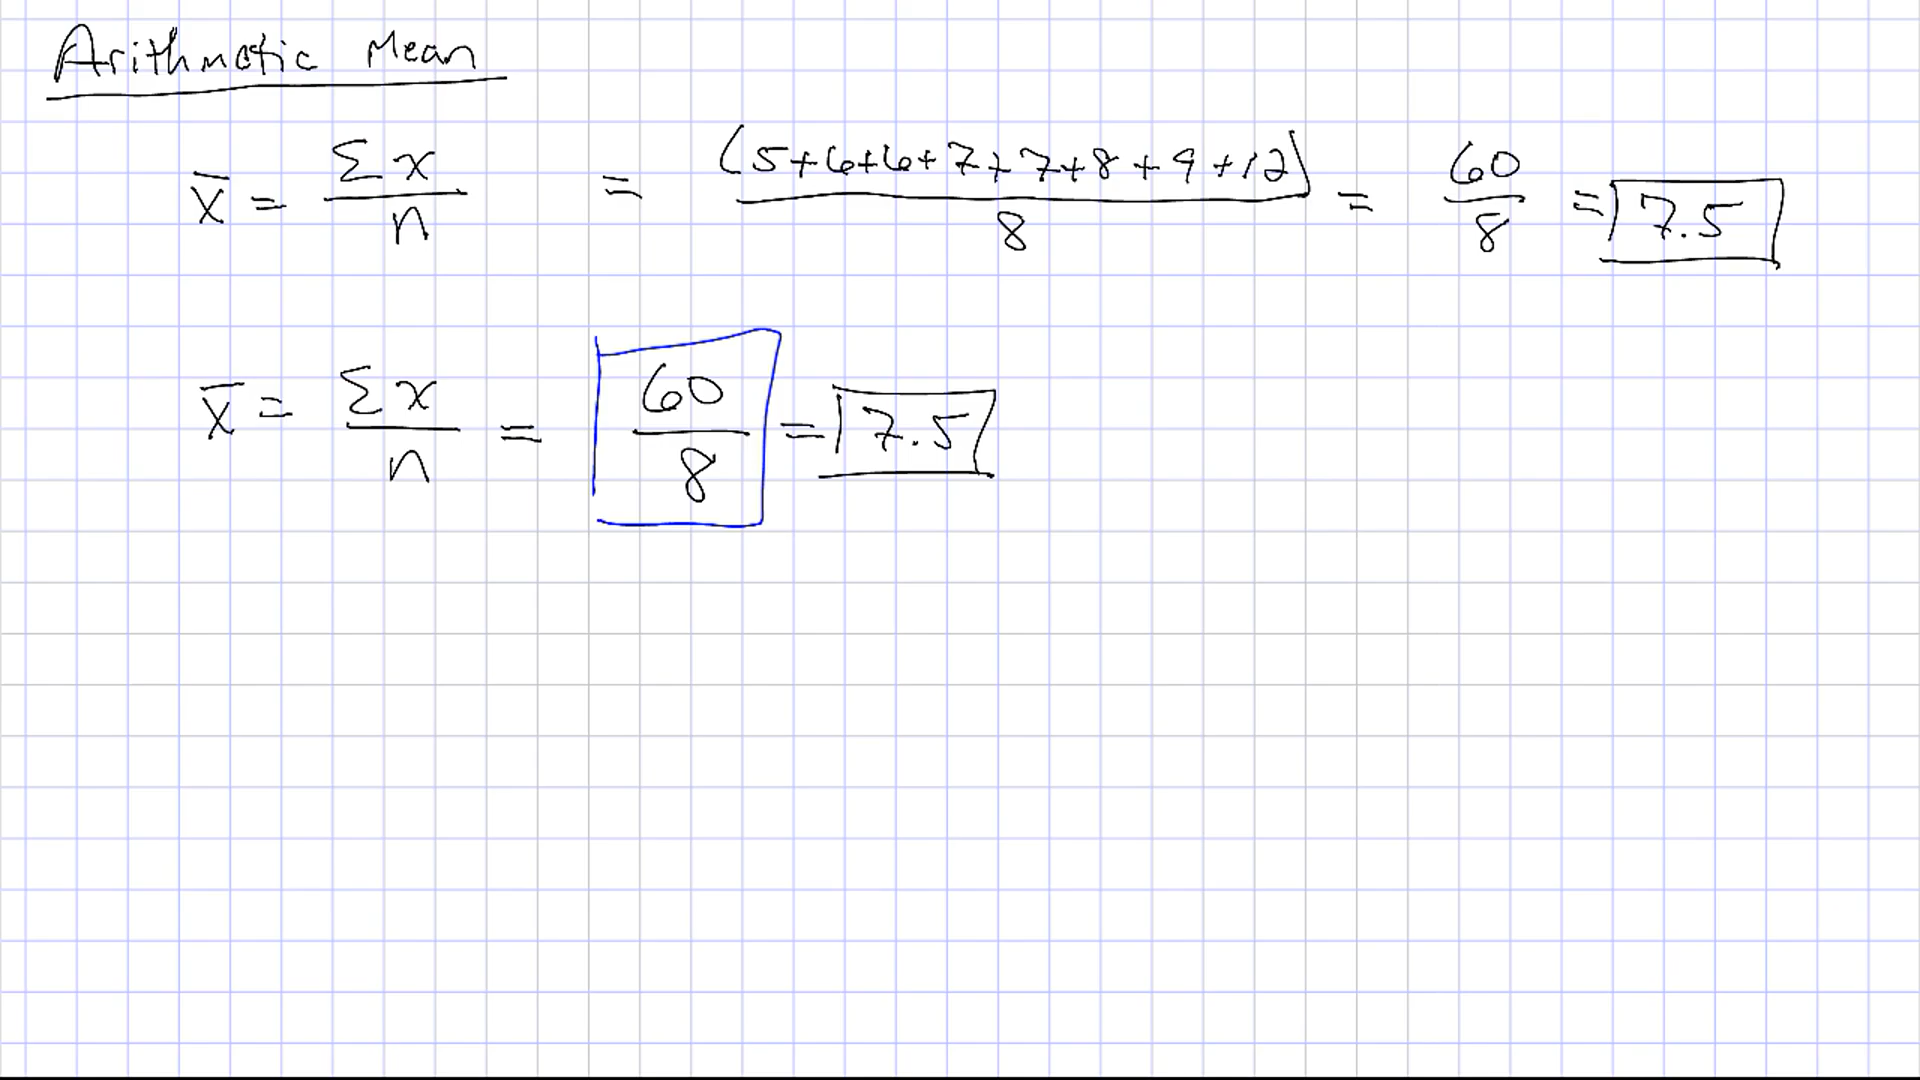 Arithmetic Mean
x̄ = Σx / n = (5+6+6+7+7+8+9+12) / 8 = 60 / 8 = 7.5
x̄ = Σx / n = 60 / 8 = 7.5